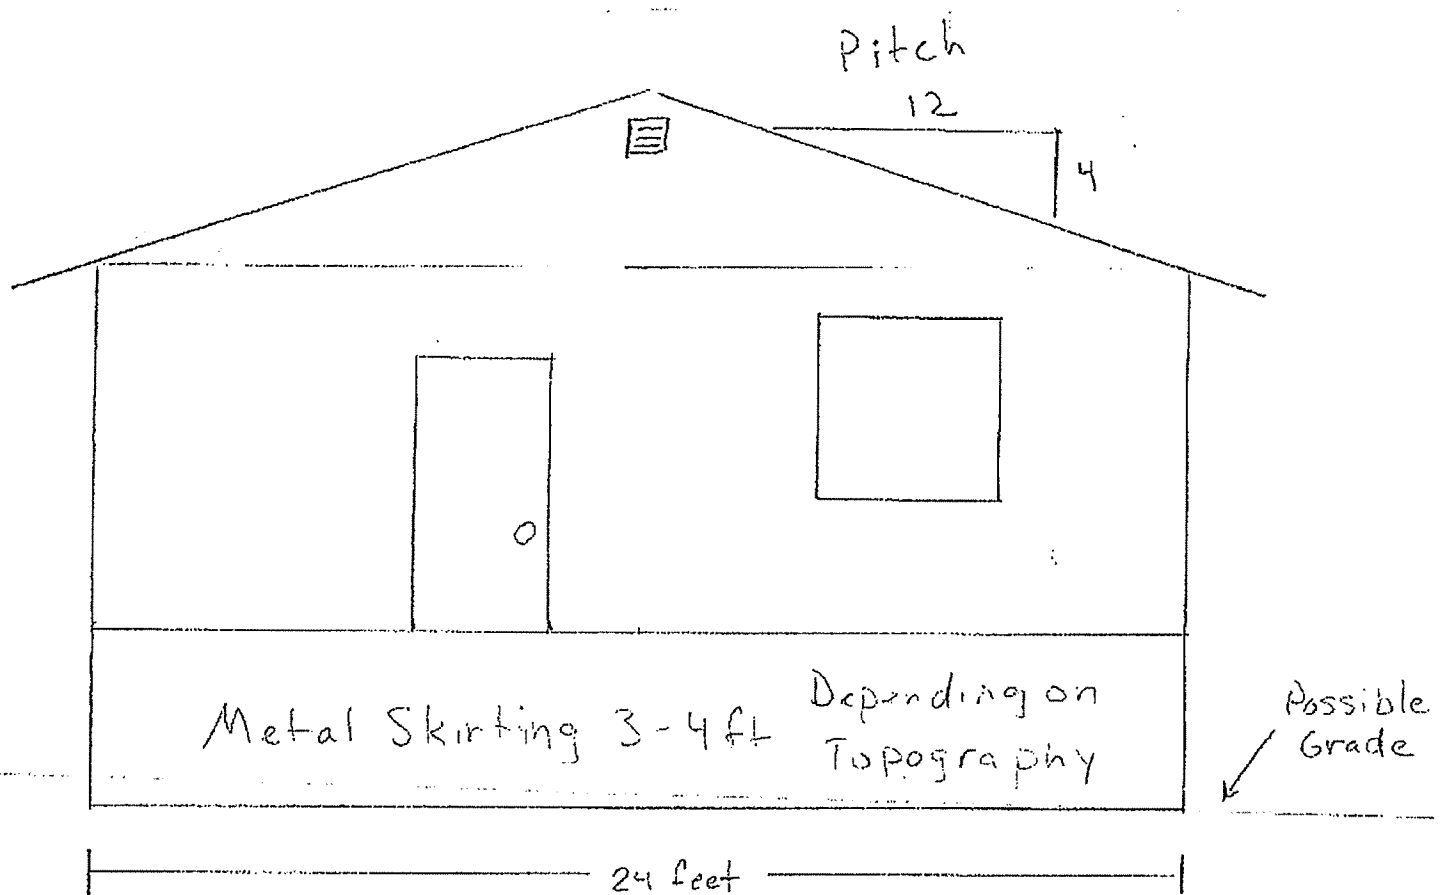 Pitch
12
4
Metal Skirting 3-4ft Depending on
Topography
Possible
Grade
24 feet